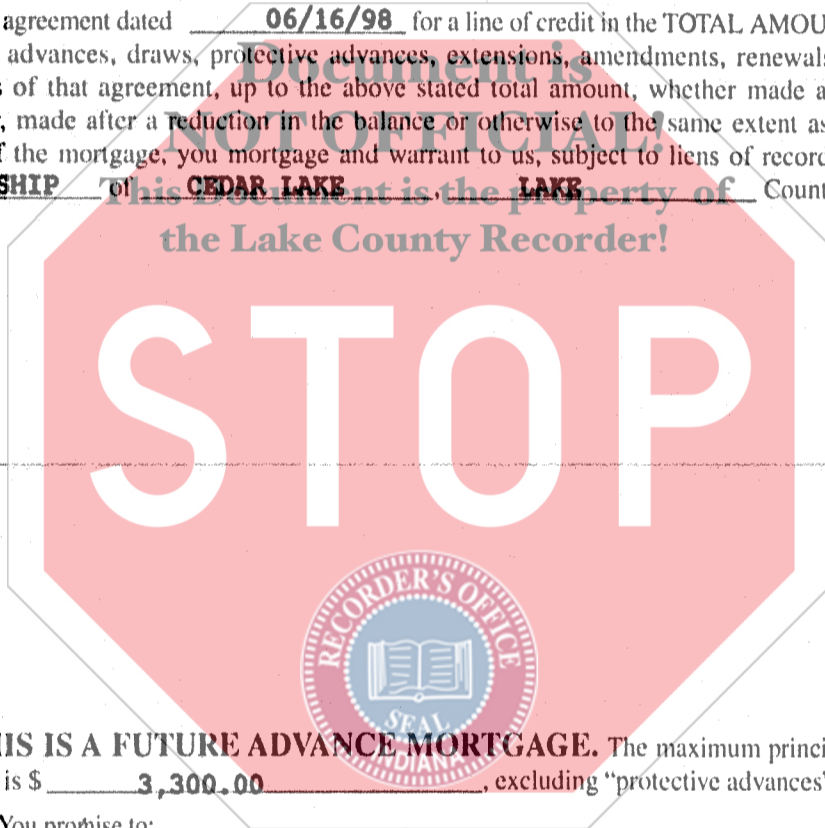 agreement dated 06/16/98 for a line of credit in the TOTAL AMOU
advances, draws, protective advances, extensions, amendments, renewal
Document is
of that agreement, up to the above stated total amount, whether made a
NOT OFFICIAL!
, made after a reduction in the balance or otherwise to the same extent as
the mortgage, you mortgage and warrant to us, subject to liens of record
SHIP of CEDAR LAKE, LAKE Count
This Document is the property of
the Lake County Recorder!
STOP
RECORDER'S OFFICE
SEAL
INDIANA
IS IS A FUTURE ADVANCE MORTGAGE. The maximum princi
is $ 3,300.00, excluding "protective advances"
You promise to: